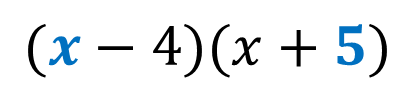 (x − 4)(x + 5)